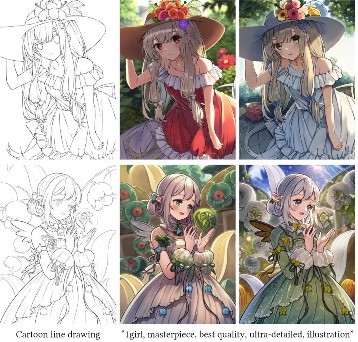 Cartoon line drawing
"1girl, masterpiece, best quality, ultra-detailed, illustration"